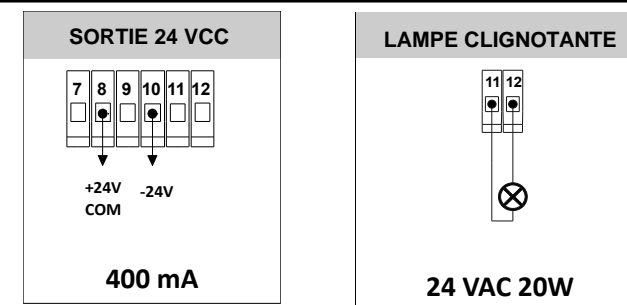 SORTIE 24 VCC
7 8 9 10 11 12
+24V -24V
COM
400 mA
LAMPE CLIGNOTANTE
11 12
24 VAC 20W